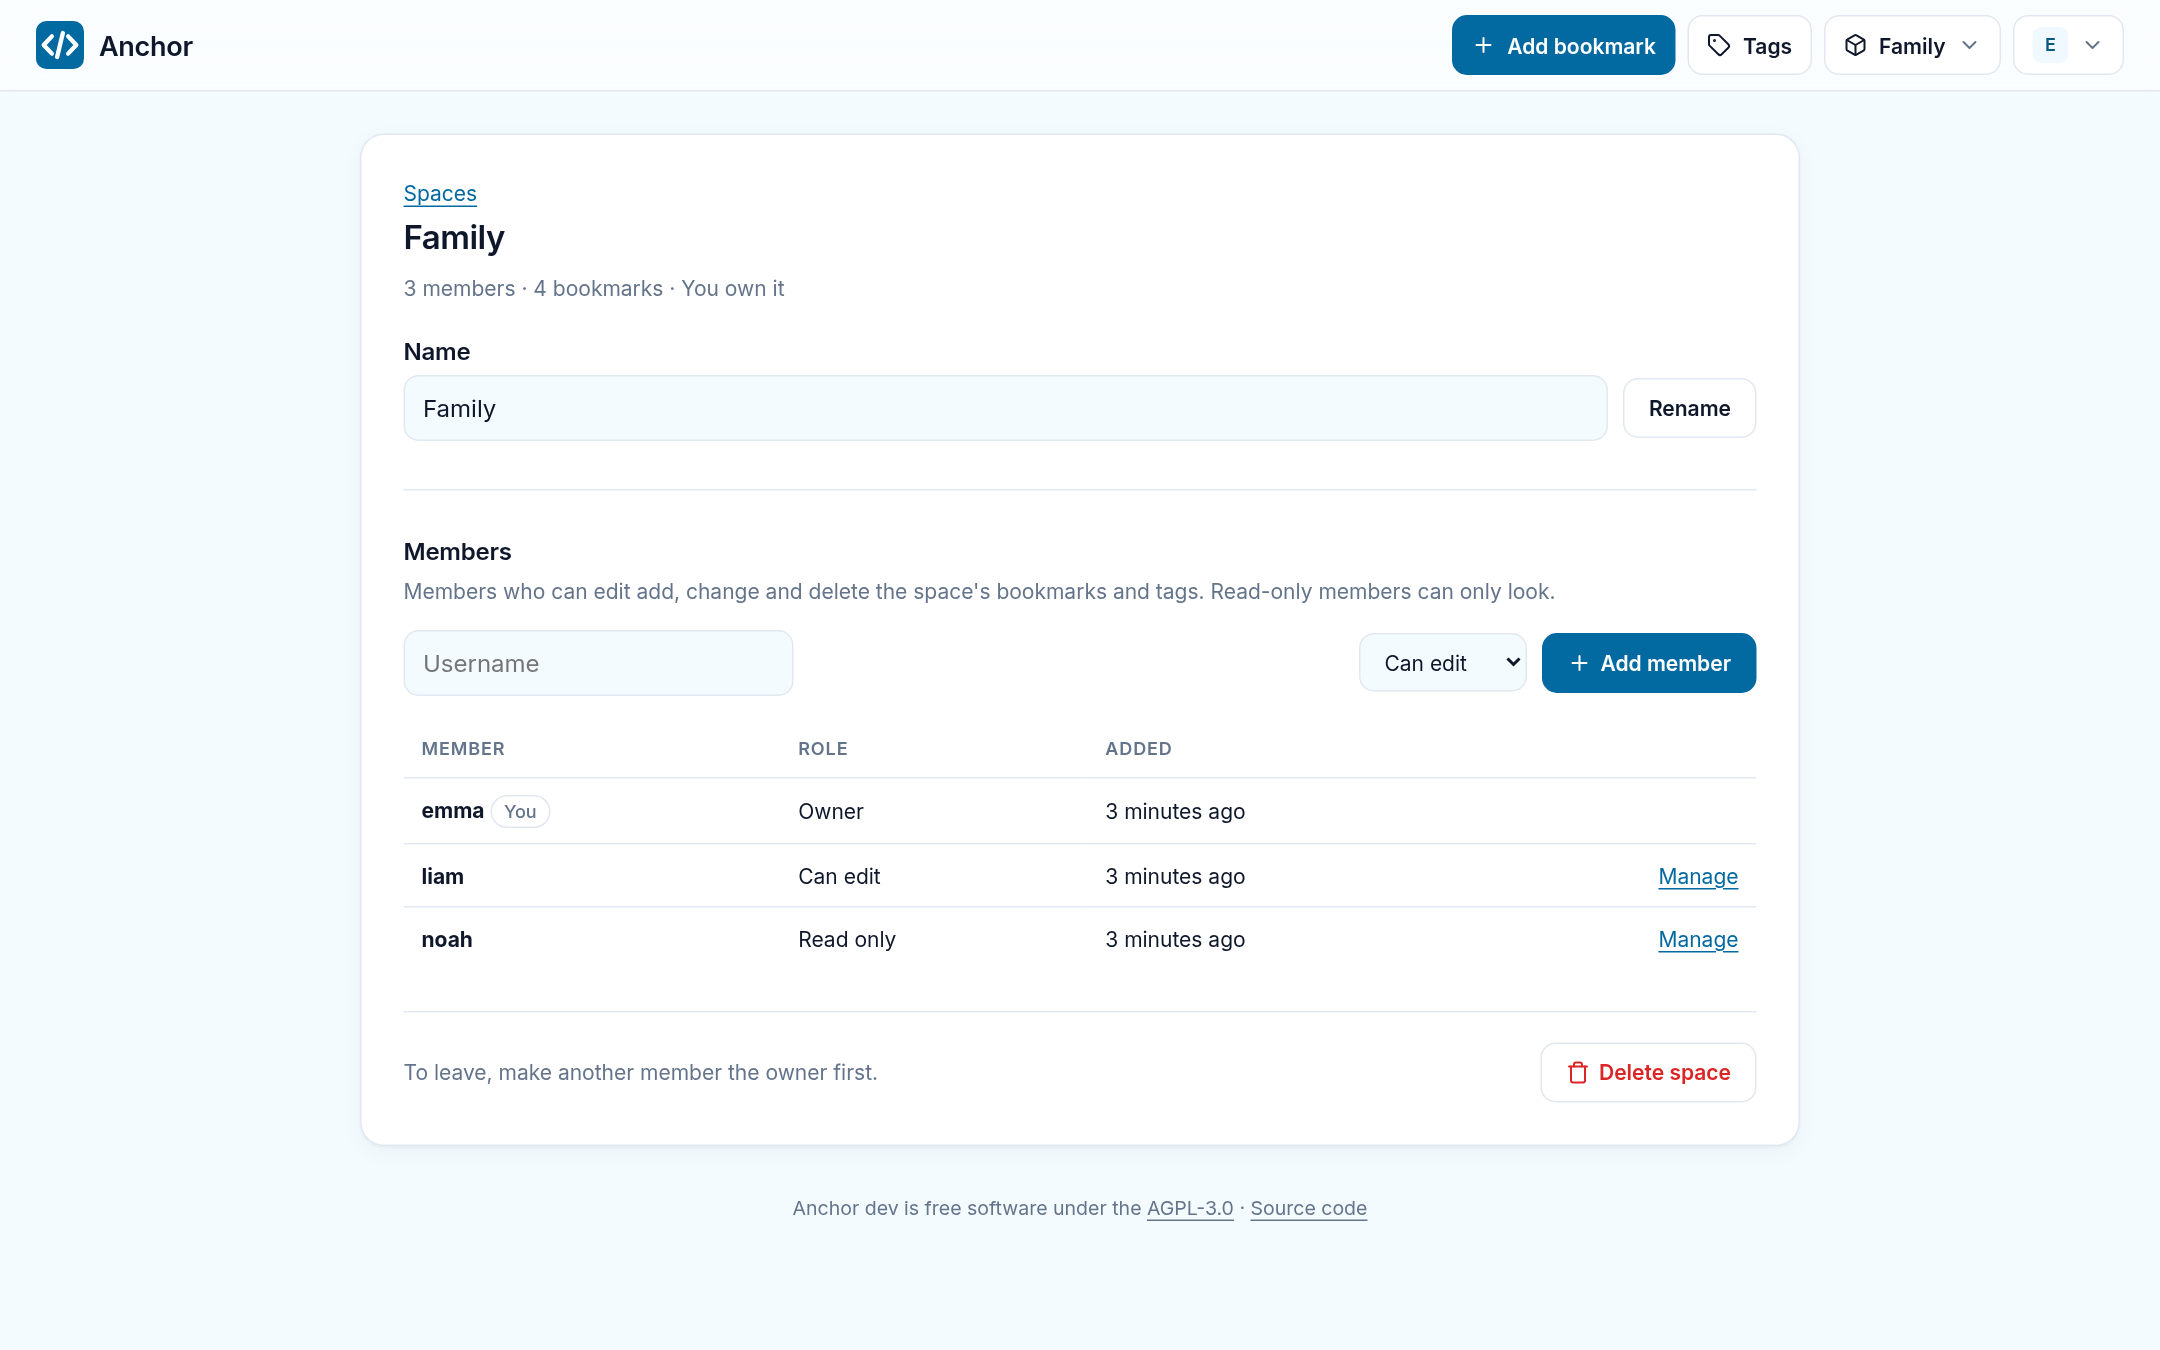 Anchor
Add bookmark
Tags
Family
E
Spaces
Family
3 members · 4 bookmarks · You own it
Name
Family
Rename
Members
Members who can edit add, change and delete the space's bookmarks and tags. Read-only members can only look.
Username
Can edit
Add member
MEMBER ROLE ADDED
emma You Owner 3 minutes ago
liam Can edit 3 minutes ago Manage
noah Read only 3 minutes ago Manage
To leave, make another member the owner first.
Delete space
Anchor dev is free software under the AGPL-3.0 · Source code